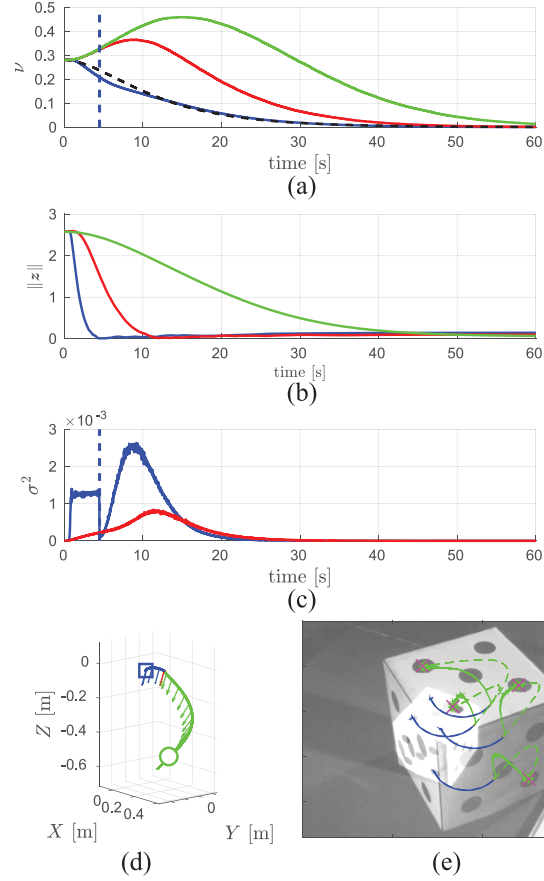 0.5
0.4
0.3
ν
0.2
0.1
0
0 10 20 30 40 50 60
time [s]
(a)
3
2
‖z‖
1
0
0 10 20 30 40 50 60
time [s]
(b)
×10⁻³
3
2
σ²
1
0
0 10 20 30 40 50 60
time [s]
(c)
0
-0.2
Z [m]
-0.4
-0.6
0 0.2 0.4 0
X [m] Y [m]
(d) (e)